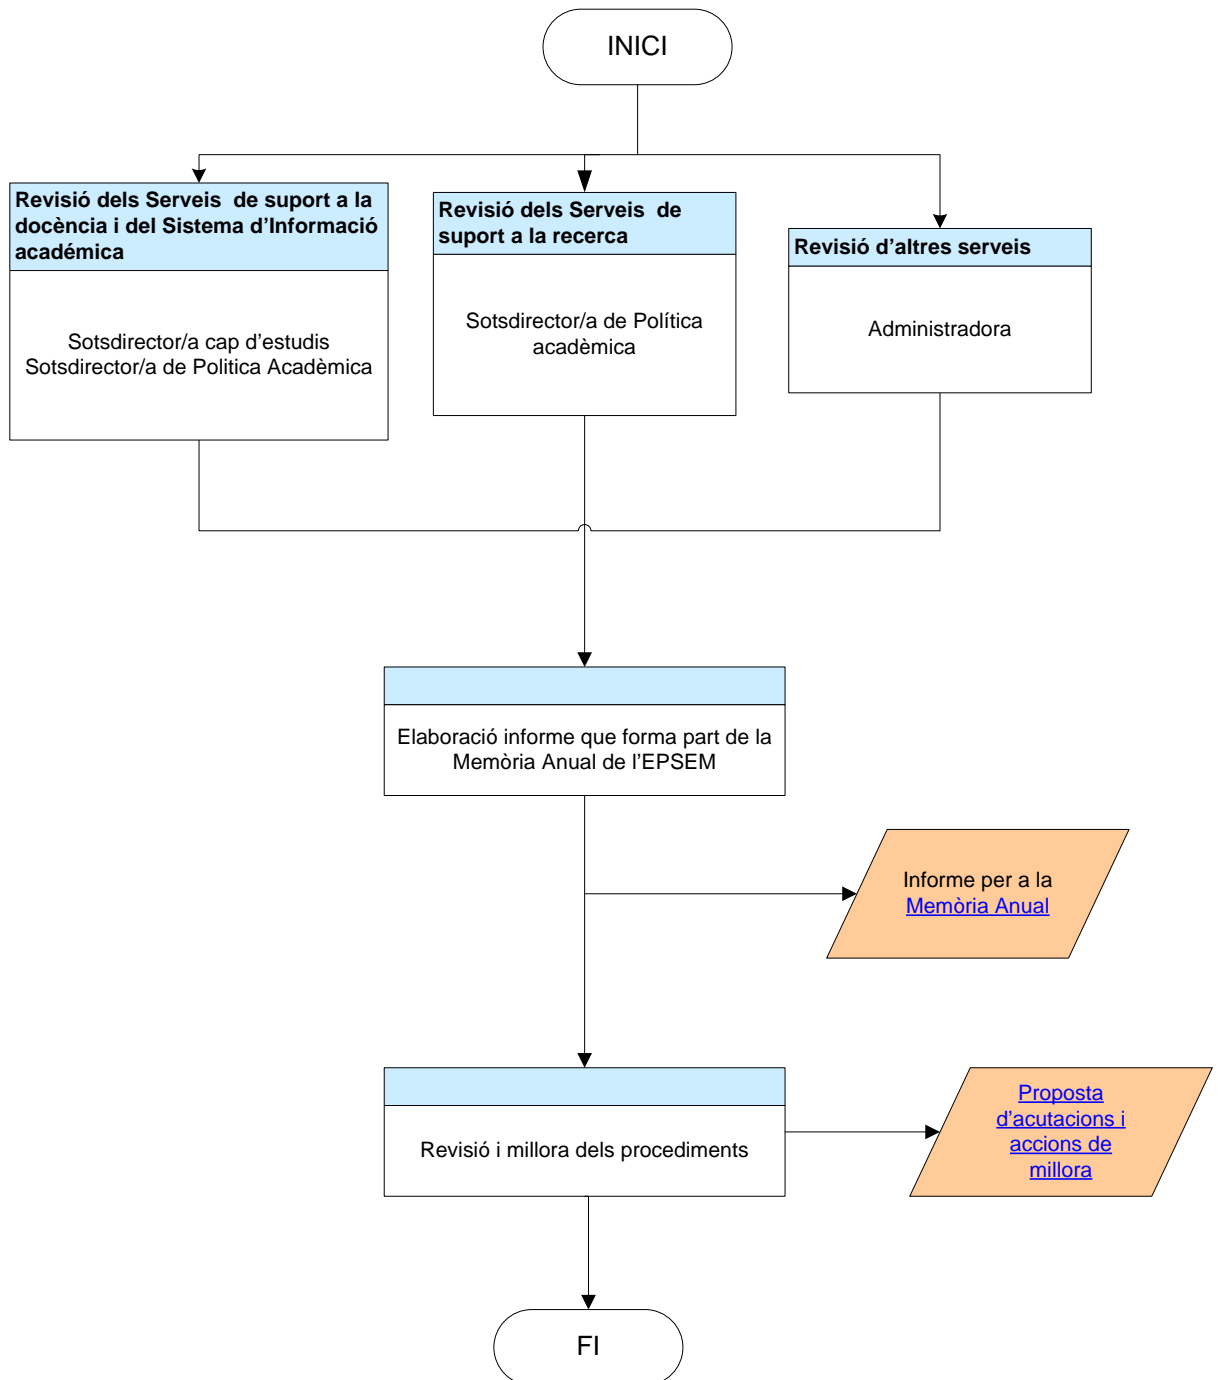 INICI
Revisió dels Serveis  de suport a la
docència i del Sistema d’Informació
académica
Sotsdirector/a cap d’estudis
Sotsdirector/a de Politica Acadèmica
Revisió dels Serveis  de
suport a la recerca
Sotsdirector/a de Política
acadèmica
Revisió d’altres serveis
Administradora
Elaboració informe que forma part de la
Memòria Anual de l’EPSEM
Informe per a la
Memòria Anual
Revisió i millora dels procediments
Proposta
d’acutacions i
accions de
millora
FI